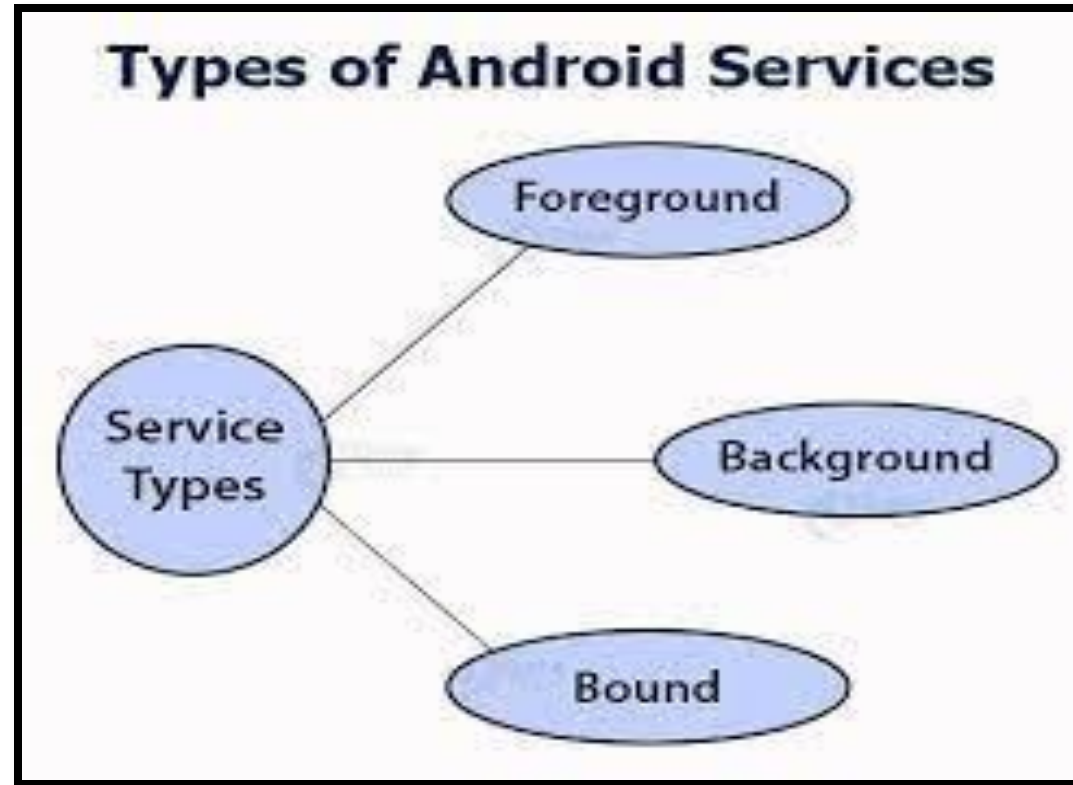 Types of Android Services
Foreground
Service
Types
Background
Bound